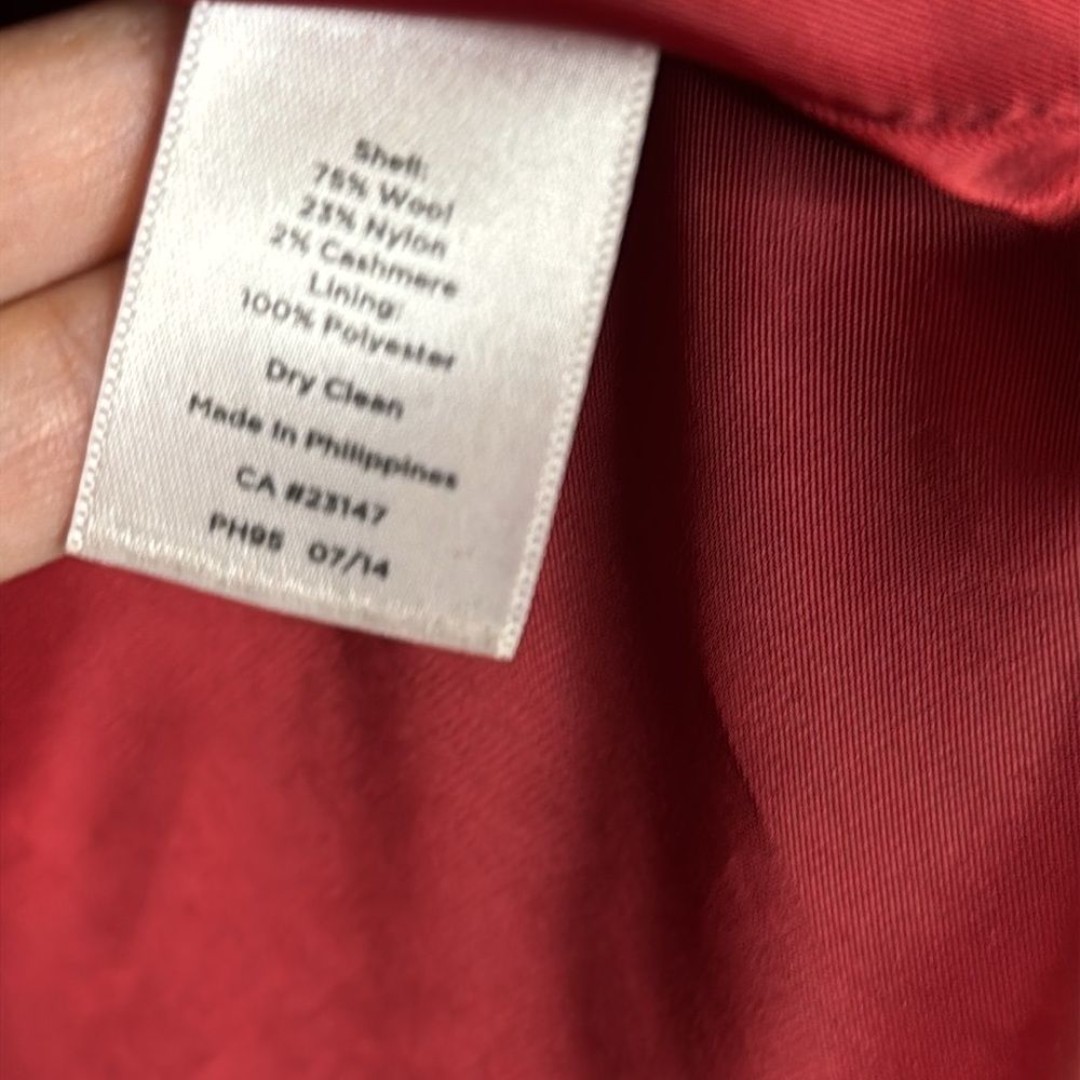 Shell:
75% Wool
23% Nylon
2% Cashmere
Lining:
100% Polyester
Dry Clean
Made In Philippines
CA #23147
PH95 07/14